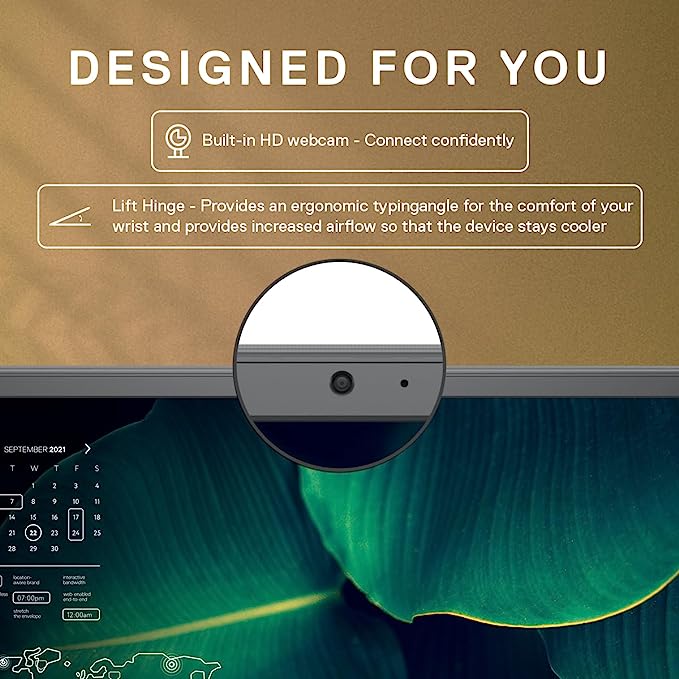 DESIGNED FOR YOU
Built-in HD webcam - Connect confidently
Lift Hinge - Provides an ergonomic typingangle for the comfort of your
wrist and provides increased airflow so that the device stays cooler
SEPTEMBER 2021
T W T F S
1 2 3 4
7 8 9 10 11
14 15 16 17 18
21 22 23 24 25
28 29 30
location-
aware brand
interactive
bandwidth
07:00pm
web-enabled
end-to-end
stretch
the envelope
12:00am